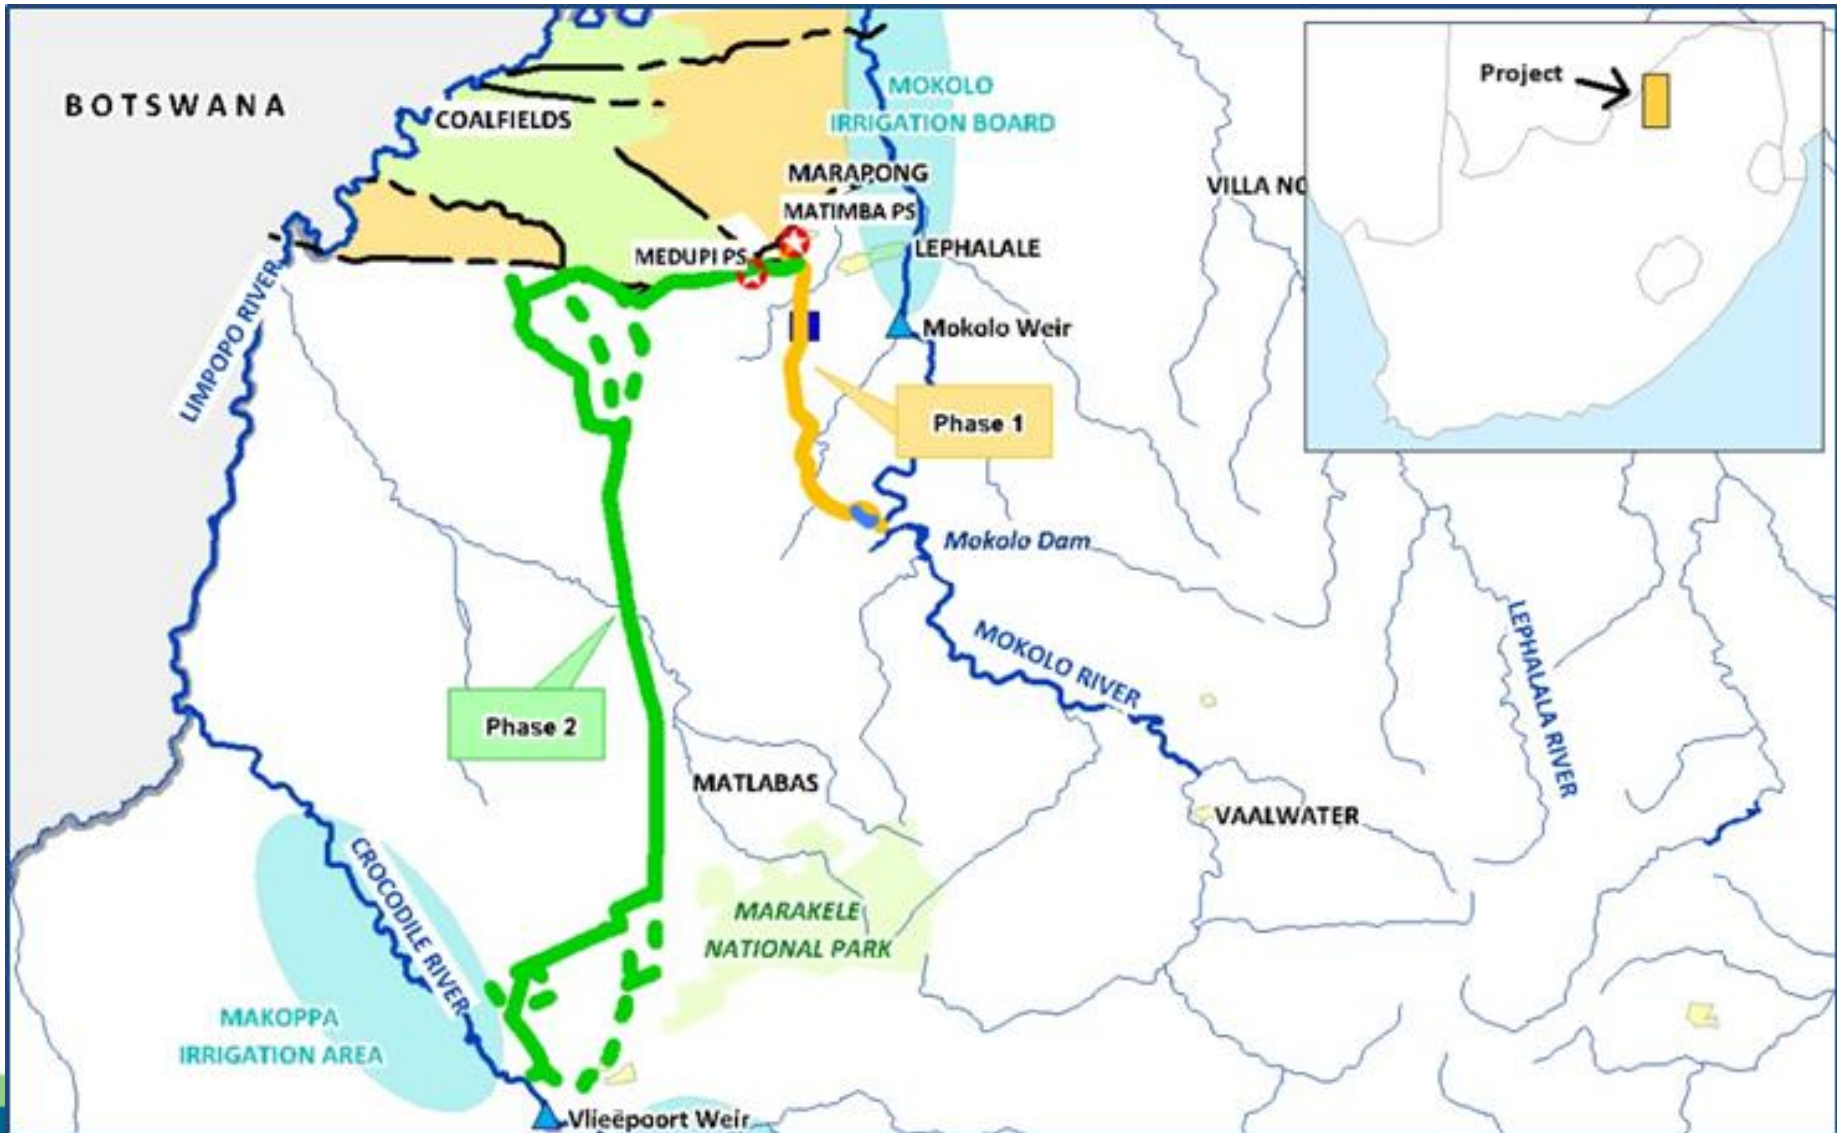 BOTSWANA
COALFIELDS
MOKOLO
IRRIGATION BOARD
Project
MARAPONG
VILLA NO
MATIMBA PS
MEDUPI PS
LEPHALALE
LIMPOPO RIVER
Mokolo Weir
Phase 1
Mokolo Dam
MOKOLO RIVER
LEPHALALA RIVER
Phase 2
MATLABAS
VAALWATER
CROCODILE RIVER
MARAKELE
NATIONAL PARK
MAKOPPA
IRRIGATION AREA
Vlieëpoort Weir